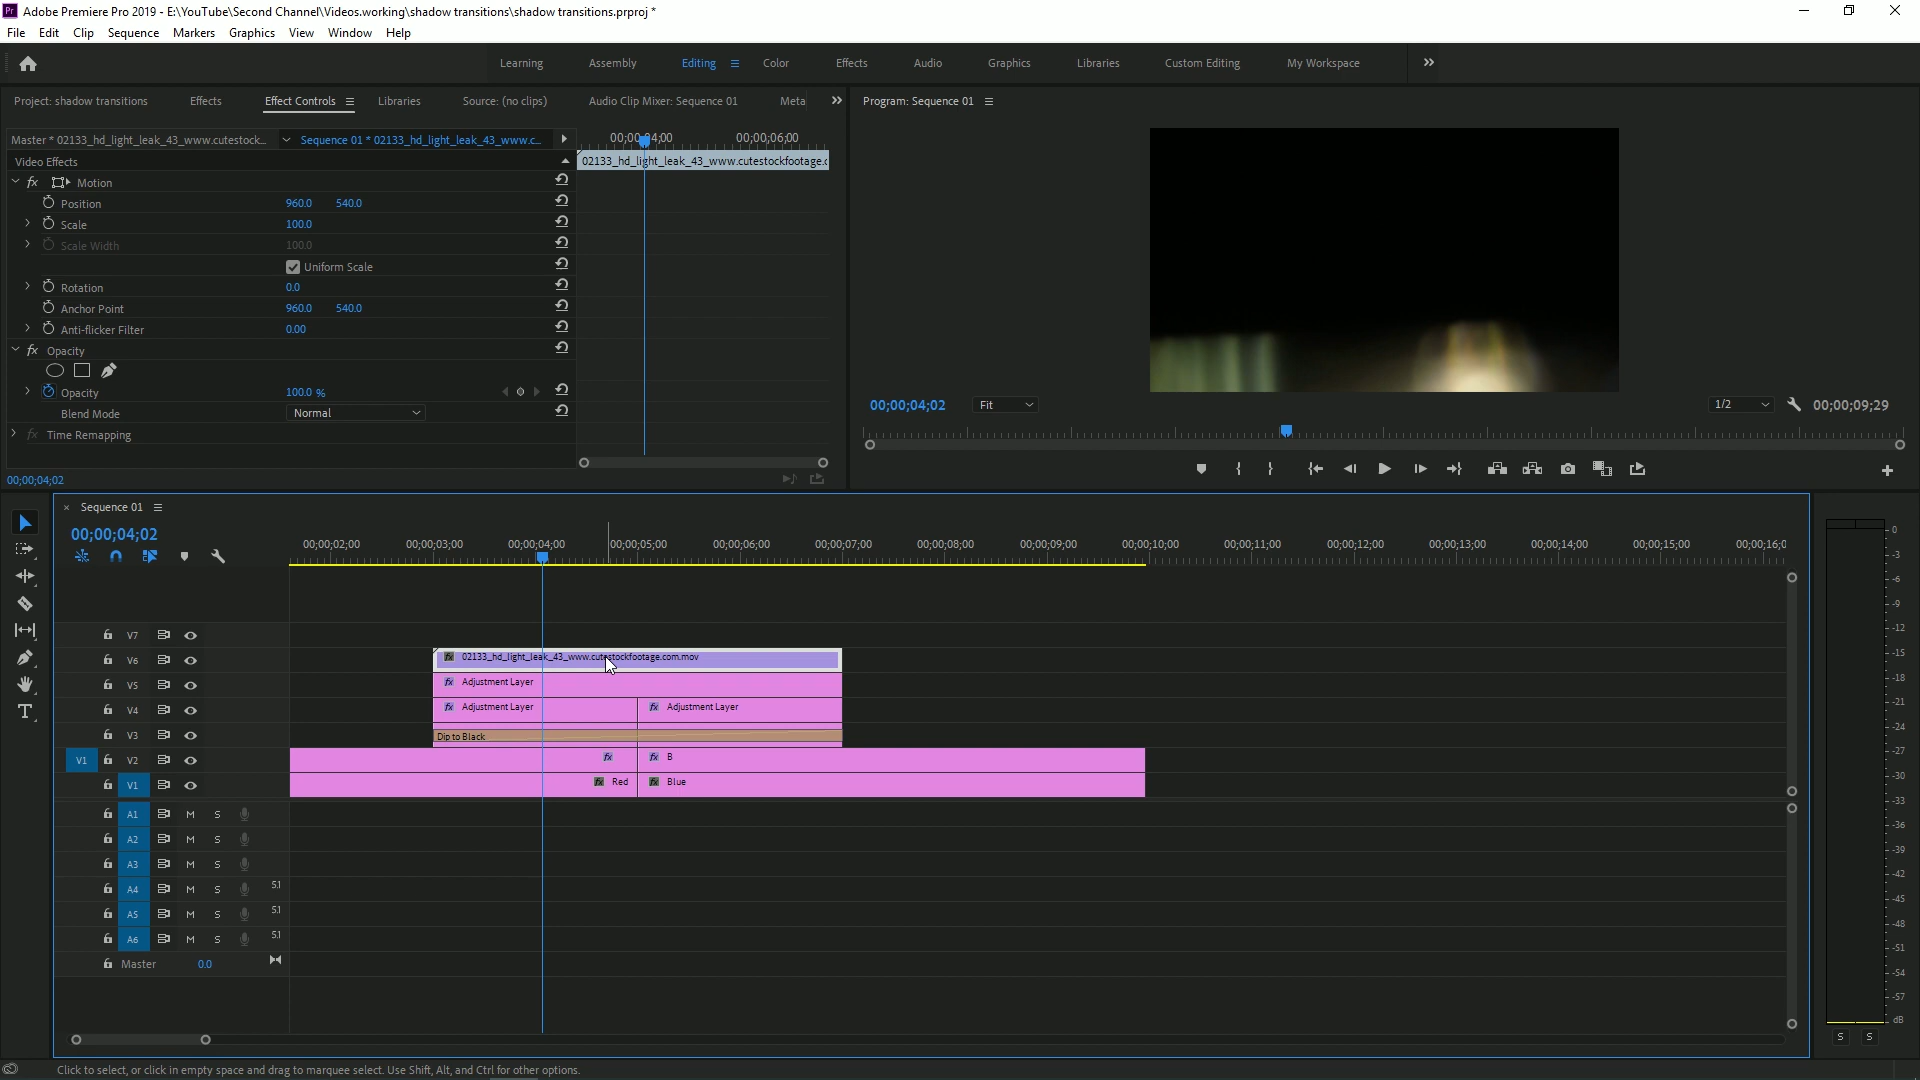 Pr Adobe Premiere Pro 2019 - E:\YouTube\Second Channel\Videos.working\shadow transitions\shadow transitions.prproj *
File Edit Clip Sequence Markers Graphics View Window Help
Learning Assembly Editing Color Effects Audio Graphics Libraries Custom Editing My Workspace
Project: shadow transitions Effects Effect Controls Libraries Source: (no clips) Audio Clip Mixer: Sequence 01 Meta
Program: Sequence 01
Master * 02133_hd_light_leak_43_www.cutestock... Sequence 01 * 02133_hd_light_leak_43_www.c...
00;00;04;00 00;00;06;00
Video Effects
02133_hd_light_leak_43_www.cutestockfootage.c
fx Motion
Position 960.0 540.0
Scale 100.0
Scale Width 100.0
Uniform Scale
Rotation 0.0
Anchor Point 960.0 540.0
Anti-flicker Filter 0.00
fx Opacity
Opacity 100.0 %
Blend Mode Normal
fx Time Remapping
00;00;04;02
00;00;04;02 Fit 1/2 00;00;09;29
Sequence 01
00;00;04;02
00;00;02;00 00;00;03;00 00;00;04;00 00;00;05;00 00;00;06;00 00;00;07;00 00;00;08;00 00;00;09;00 00;00;10;00 00;00;11;00 00;00;12;00 00;00;13;00 00;00;14;00 00;00;15;00 00;00;16;0
V7
V6 fx 02133_hd_light_leak_43_www.cutestockfootage.com.mov
V5 fx Adjustment Layer
V4 fx Adjustment Layer fx Adjustment Layer
V3 Dip to Black
V1 V2 fx fx B
V1 fx Red fx Blue
A1 M S
A2 M S
A3 M S
A4 M S 5.1
A5 M S 5.1
A6 M S 5.1
Master 0.0
0
-3
-6
-9
-12
-15
-18
-21
-24
-27
-30
-33
-36
-39
-42
-45
-48
-51
-54
-57
dB
S S
Click to select, or click in empty space and drag to marquee select. Use Shift, Alt, and Ctrl for other options.